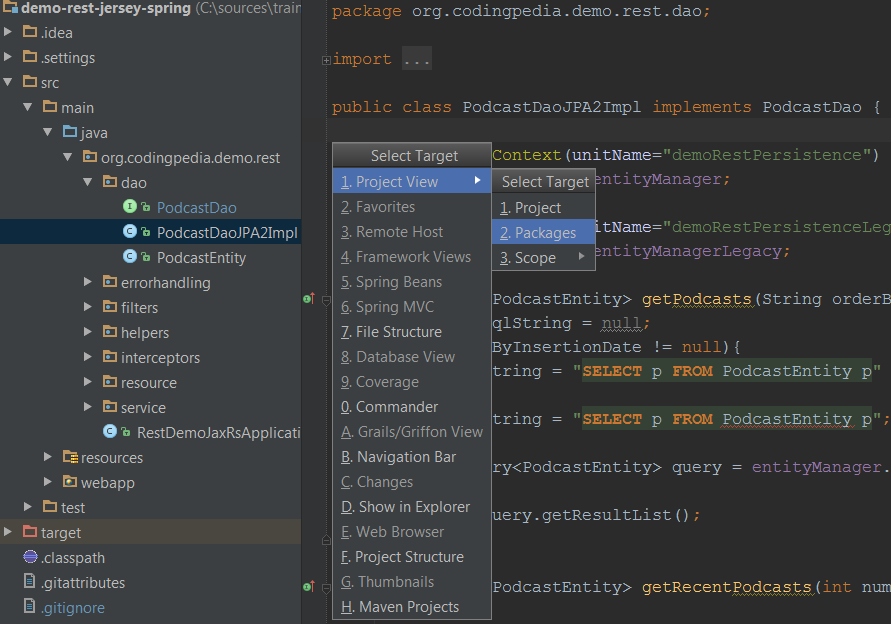 demo-rest-jersey-spring (C:\sources\train
.idea
.settings
src
main
java
org.codingpedia.demo.rest
dao
PodcastDao
PodcastDaoJPA2Impl
PodcastEntity
errorhandling
filters
helpers
interceptors
resource
service
RestDemoJaxRsApplicati
resources
webapp
test
target
.classpath
.gitattributes
.gitignore
package org.codingpedia.demo.rest.dao;
import ...
public class PodcastDaoJPA2Impl implements PodcastDao {
Context(unitName="demoRestPersistence")
entityManager;
unitName="demoRestPersistenceLeg
entityManagerLegacy;
PodcastEntity> getPodcasts(String orderB
qlString = null;
ByInsertionDate != null){
tring = "SELECT p FROM PodcastEntity p"
tring = "SELECT p FROM PodcastEntity p";
ry<PodcastEntity> query = entityManager.
uery.getResultList();
PodcastEntity> getRecentPodcasts(int num
Select Target
1. Project View
2. Favorites
3. Remote Host
4. Framework Views
5. Spring Beans
6. Spring MVC
7. File Structure
8. Database View
9. Coverage
0. Commander
A. Grails/Griffon View
B. Navigation Bar
C. Changes
D. Show in Explorer
E. Web Browser
F. Project Structure
G. Thumbnails
H. Maven Projects
Select Target
1. Project
2. Packages
3. Scope